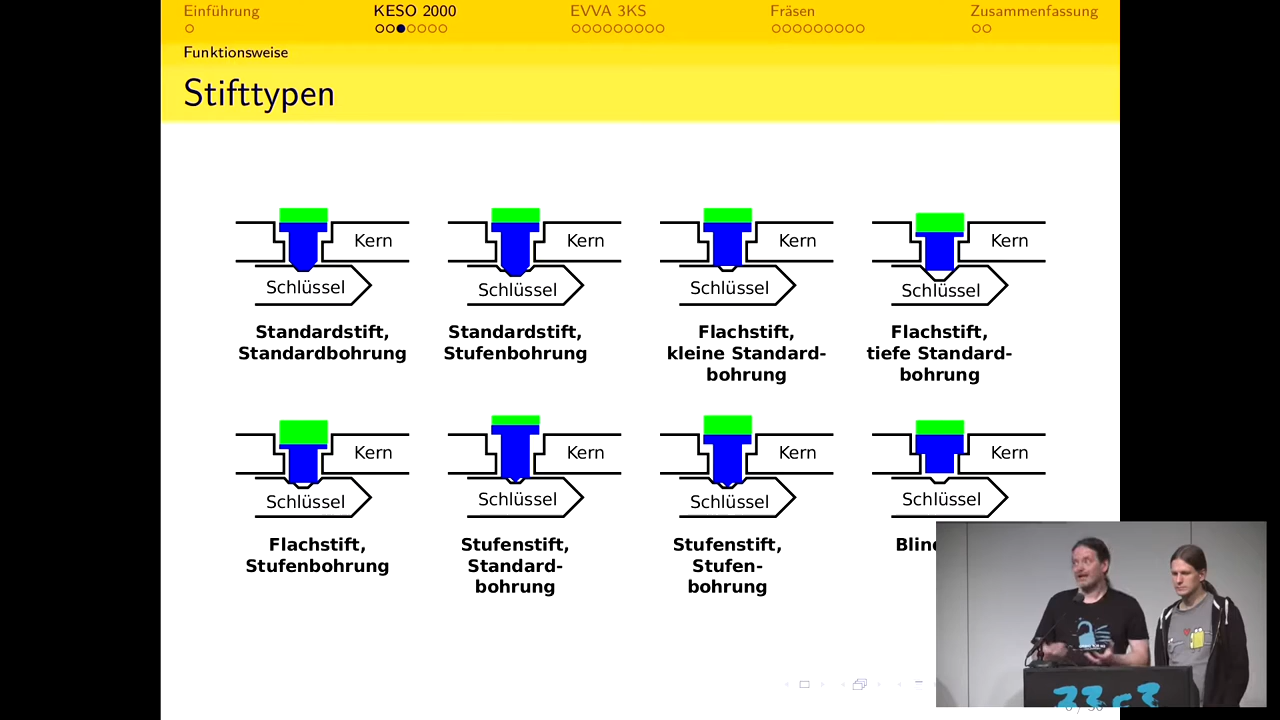 Einführung
KESO 2000
EVVA 3KS
Fräsen
Zusammenfassung
Funktionsweise
Stifttypen
Kern
Kern
Kern
Kern
Schlüssel
Schlüssel
Schlüssel
Schlüssel
Standardstift,
Standardbohrung
Standardstift,
Stufenbohrung
Flachstift,
kleine Standard-
bohrung
Flachstift,
tiefe Standard-
bohrung
Kern
Kern
Kern
Kern
Schlüssel
Schlüssel
Schlüssel
Schlüssel
Flachstift,
Stufenbohrung
Stufenstift,
Standard-
bohrung
Stufenstift,
Stufen-
bohrung
33c3